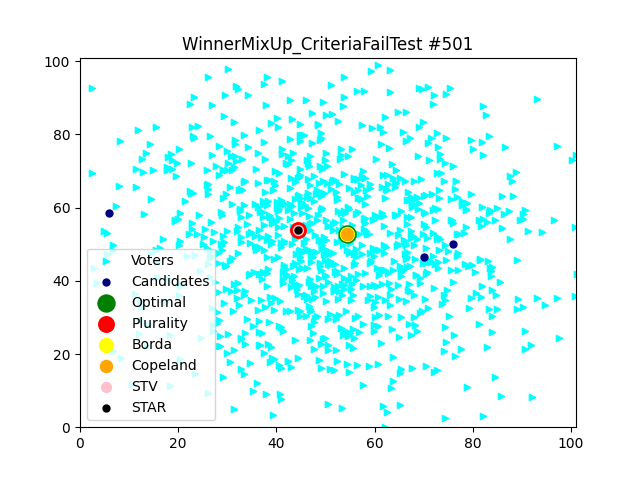 WinnerMixUp_CriteriaFailTest #501
100
80
60
40
20
0
Voters
Candidates
Optimal
Plurality
Borda
Copeland
STV
STAR
0 20 40 60 80 100